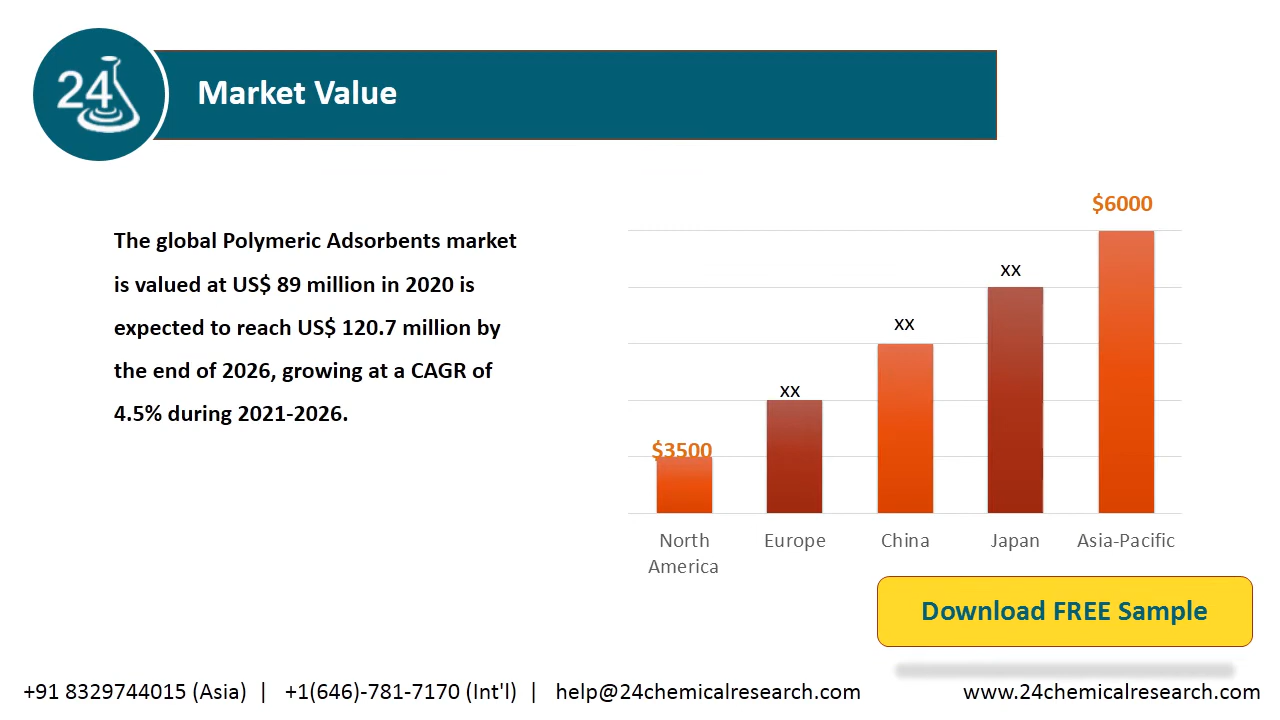 24
Market Value
The global Polymeric Adsorbents market
is valued at US$ 89 million in 2020 is
expected to reach US$ 120.7 million by
the end of 2026, growing at a CAGR of
4.5% during 2021-2026.
$6000
xx
xx
xx
$3500
North
America
Europe
China
Japan
Asia-Pacific
Download FREE Sample
+91 8329744015 (Asia) | +1(646)-781-7170 (Int'l) | help@24chemicalresearch.com
www.24chemicalresearch.com